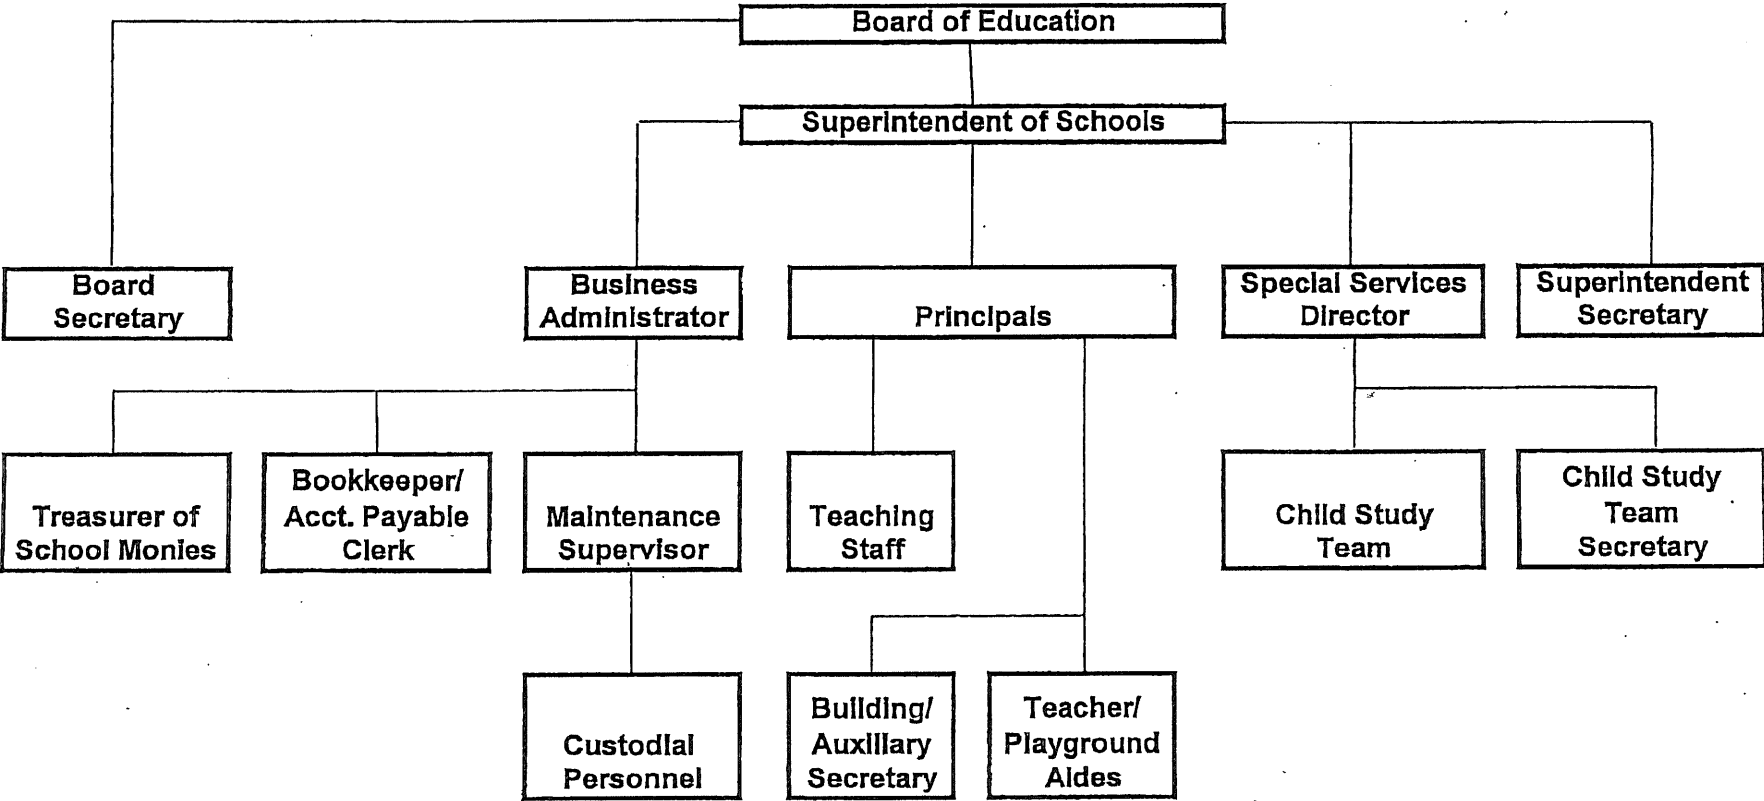 Board of Education
Superintendent of Schools
Board
Secretary
Business
Administrator
Principals
Special Services
Director
Superintendent
Secretary
Treasurer of
School Monies
Bookkeeper/
Acct. Payable
Clerk
Maintenance
Supervisor
Teaching
Staff
Child Study
Team
Child Study
Team
Secretary
Custodial
Personnel
Building/
Auxiliary
Secretary
Teacher/
Playground
Aides